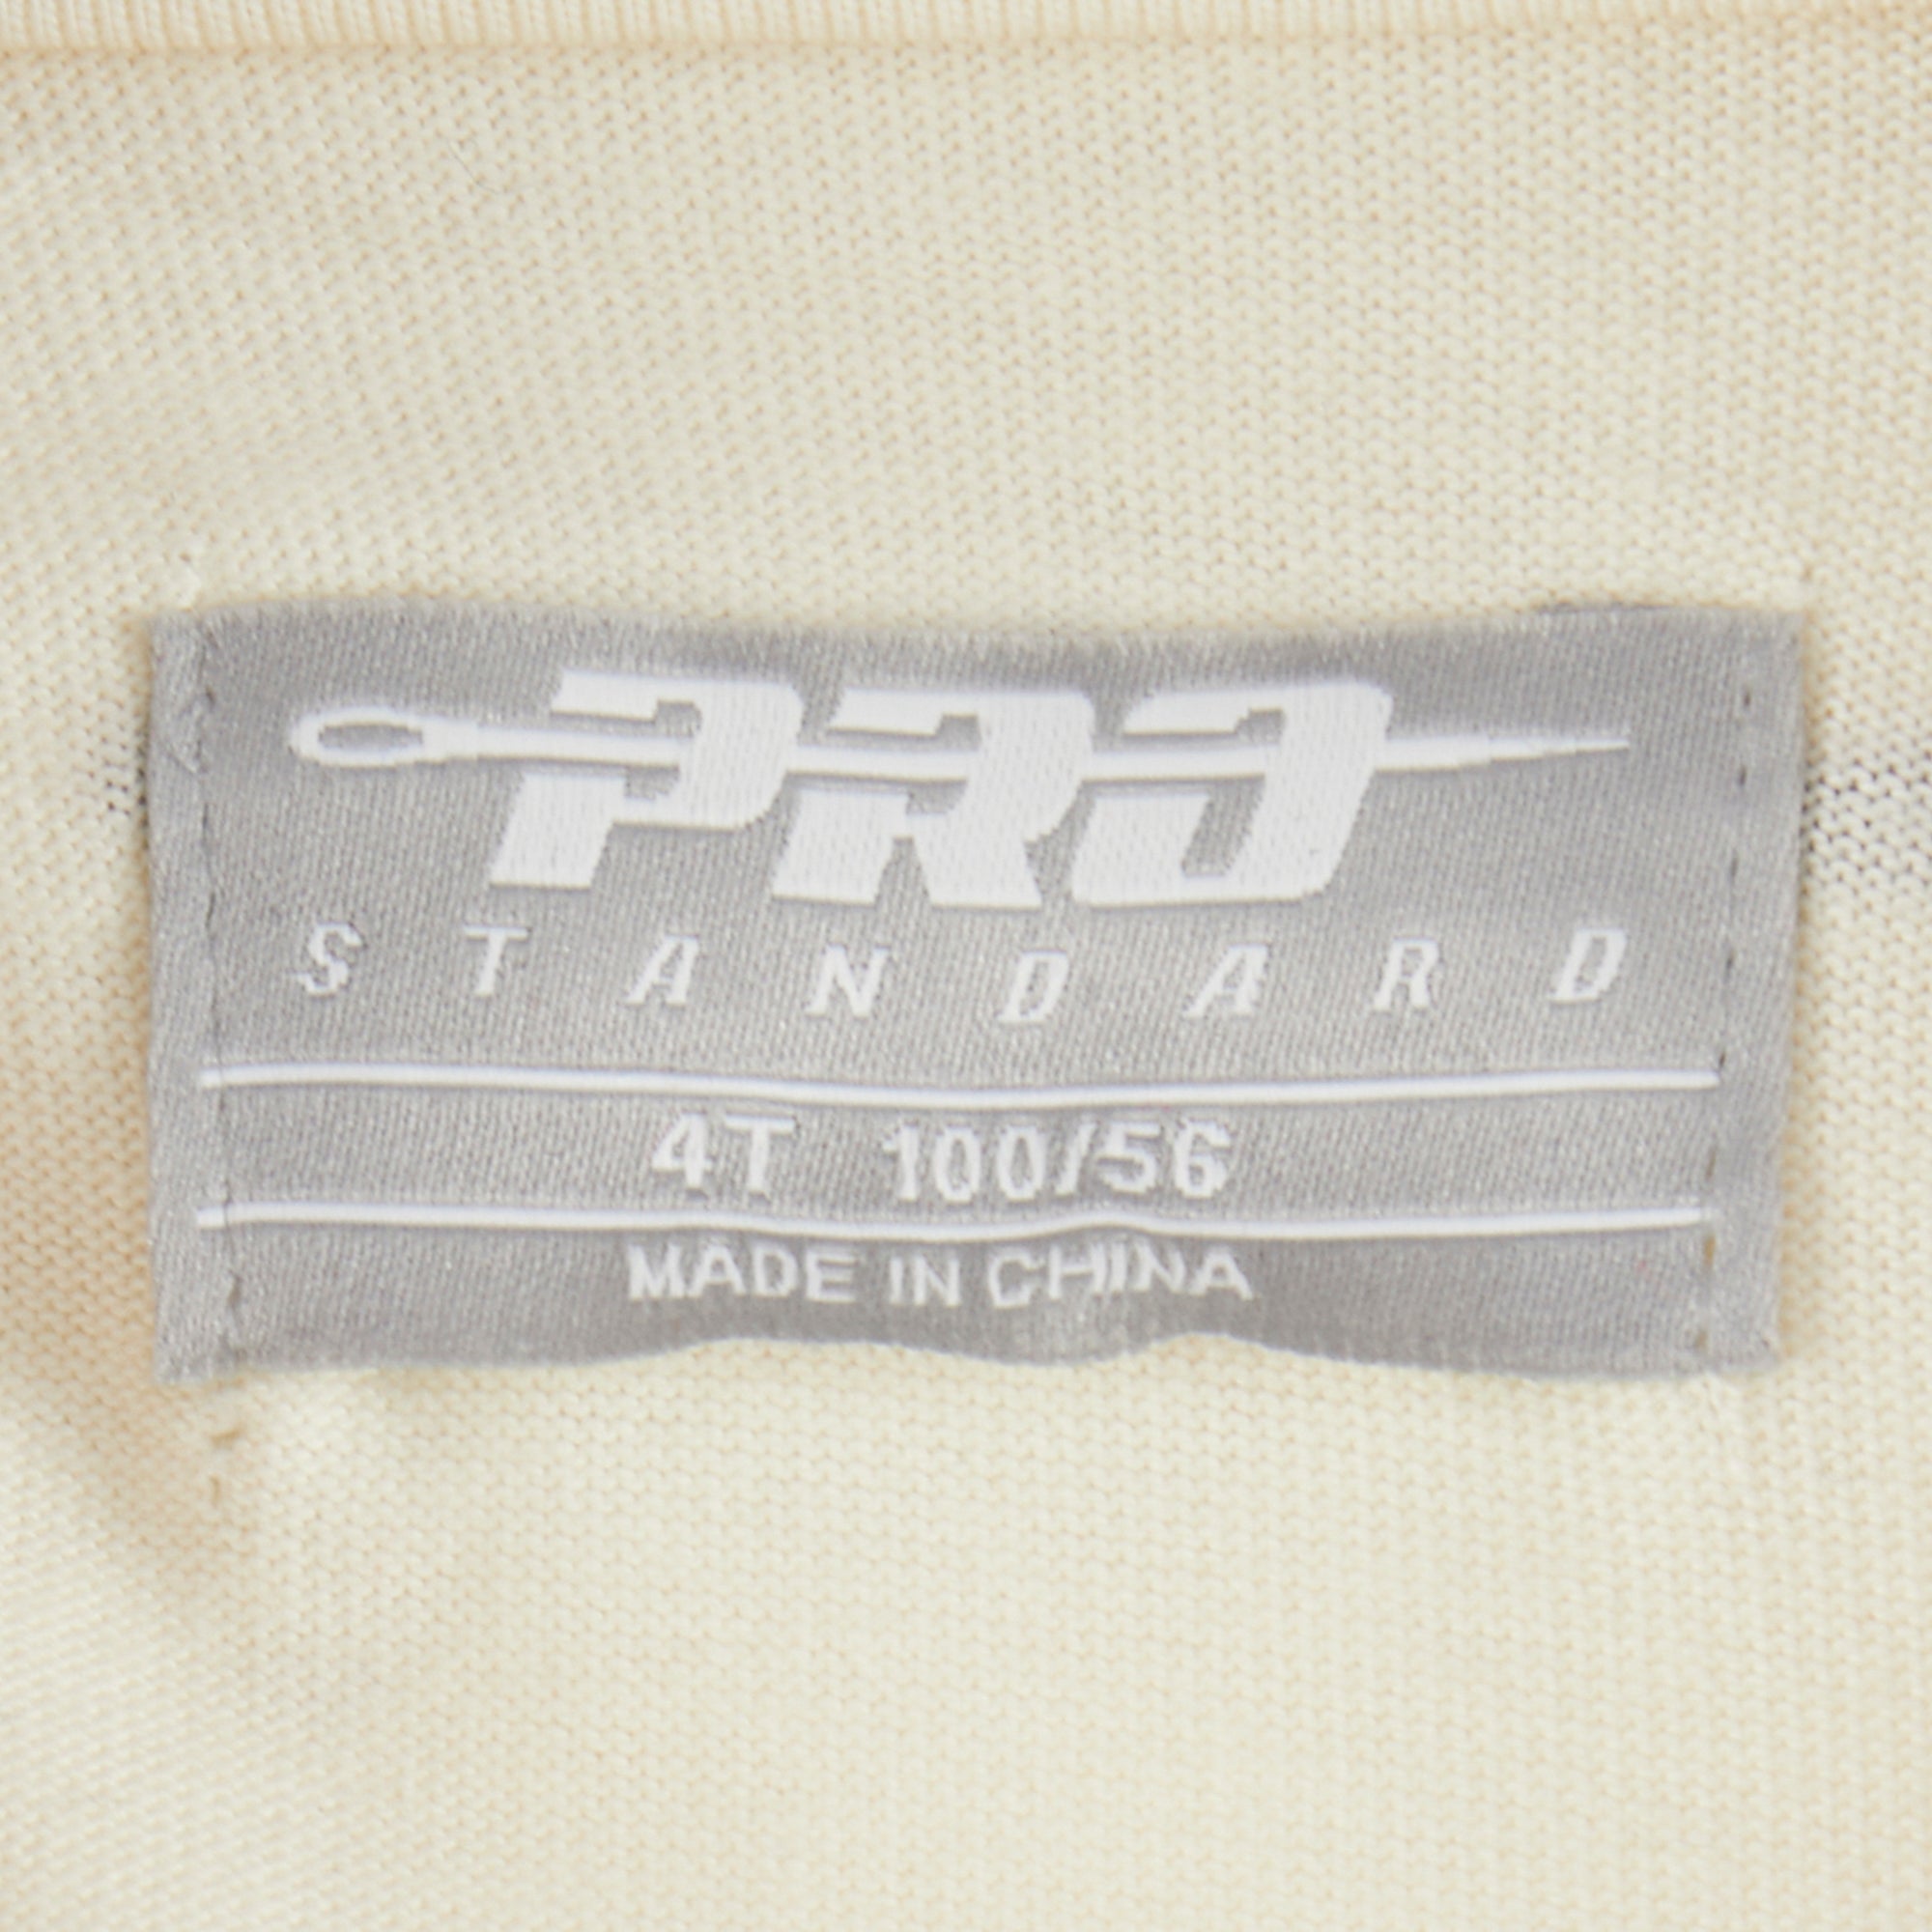 PRO
STANDARD
4T 100/56
MADE IN CHINA